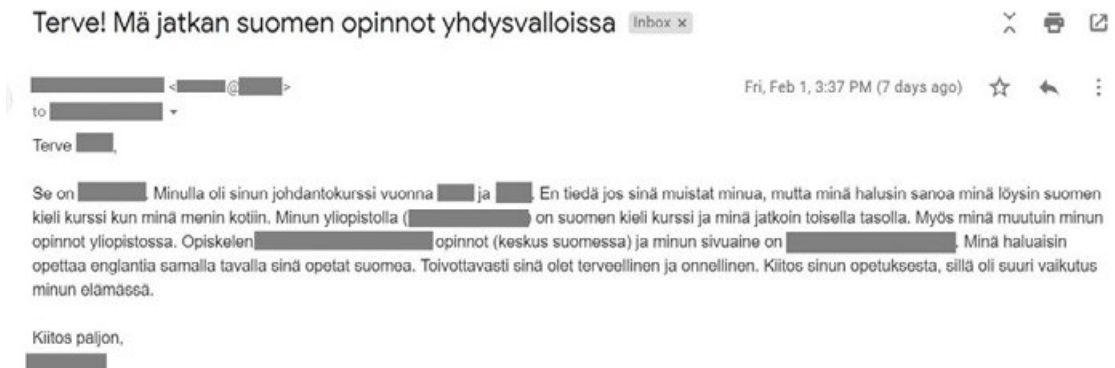 Terve! Mä jatkan suomen opinnot yhdysvalloissa Inbox x
< @ > Fri, Feb 1, 3:37 PM (7 days ago)
to
Terve ,
Se on . Minulla oli sinun johdantokurssi vuonna ja . En tiedä jos sinä muistat minua, mutta minä halusin sanoa minä löysin suomen
kieli kurssi kun minä menin kotiin. Minun yliopistolla ( ) on suomen kieli kurssi ja minä jatkoin toisella tasolla. Myös minä muutuin minun
opinnot yliopistossa. Opiskelen opinnot (keskus suomessa) ja minun sivuaine on . Minä haluaisin
opettaa englantia samalla tavalla sinä opetat suomea. Toivottavasti sinä olet terveellinen ja onnellinen. Kiitos sinun opetuksesta, sillä oli suuri vaikutus
minun elämässä.
Kiitos paljon,